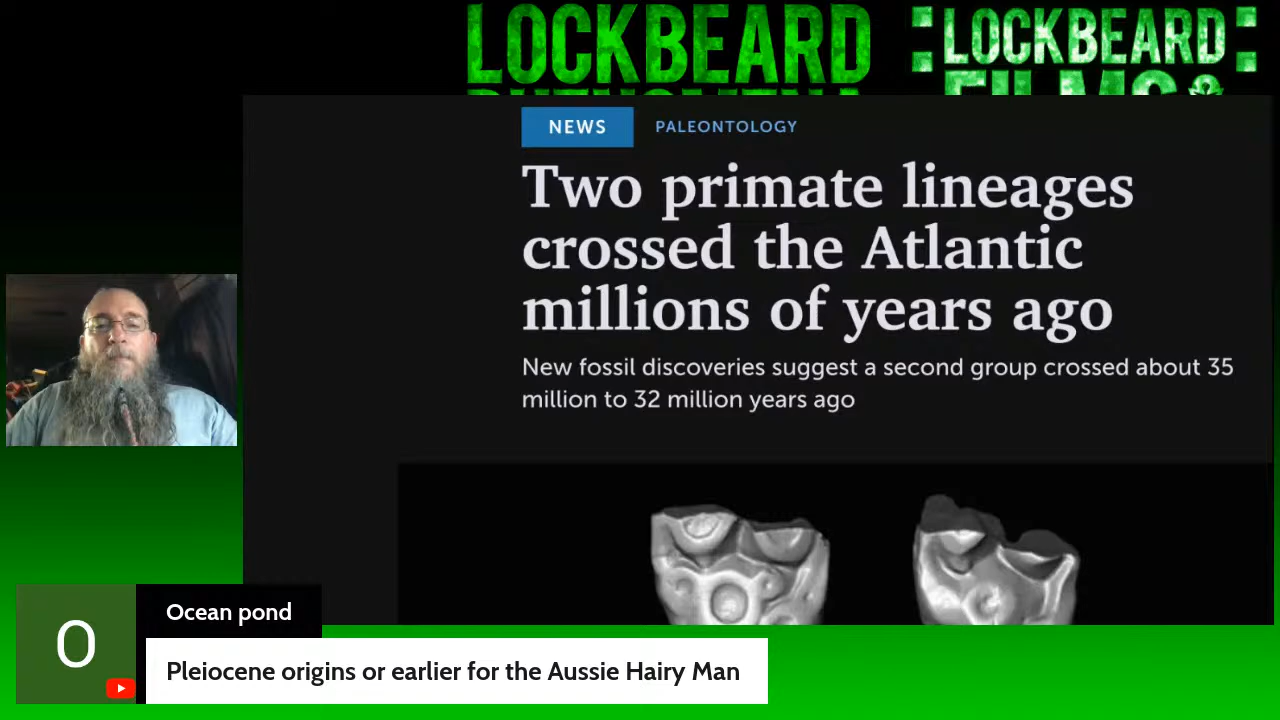 LOCKBEARD
LOCKBEARD
FILMS
NEWS PALEONTOLOGY
Two primate lineages
crossed the Atlantic
millions of years ago
New fossil discoveries suggest a second group crossed about 35
million to 32 million years ago
O
Ocean pond
Pleiocene origins or earlier for the Aussie Hairy Man